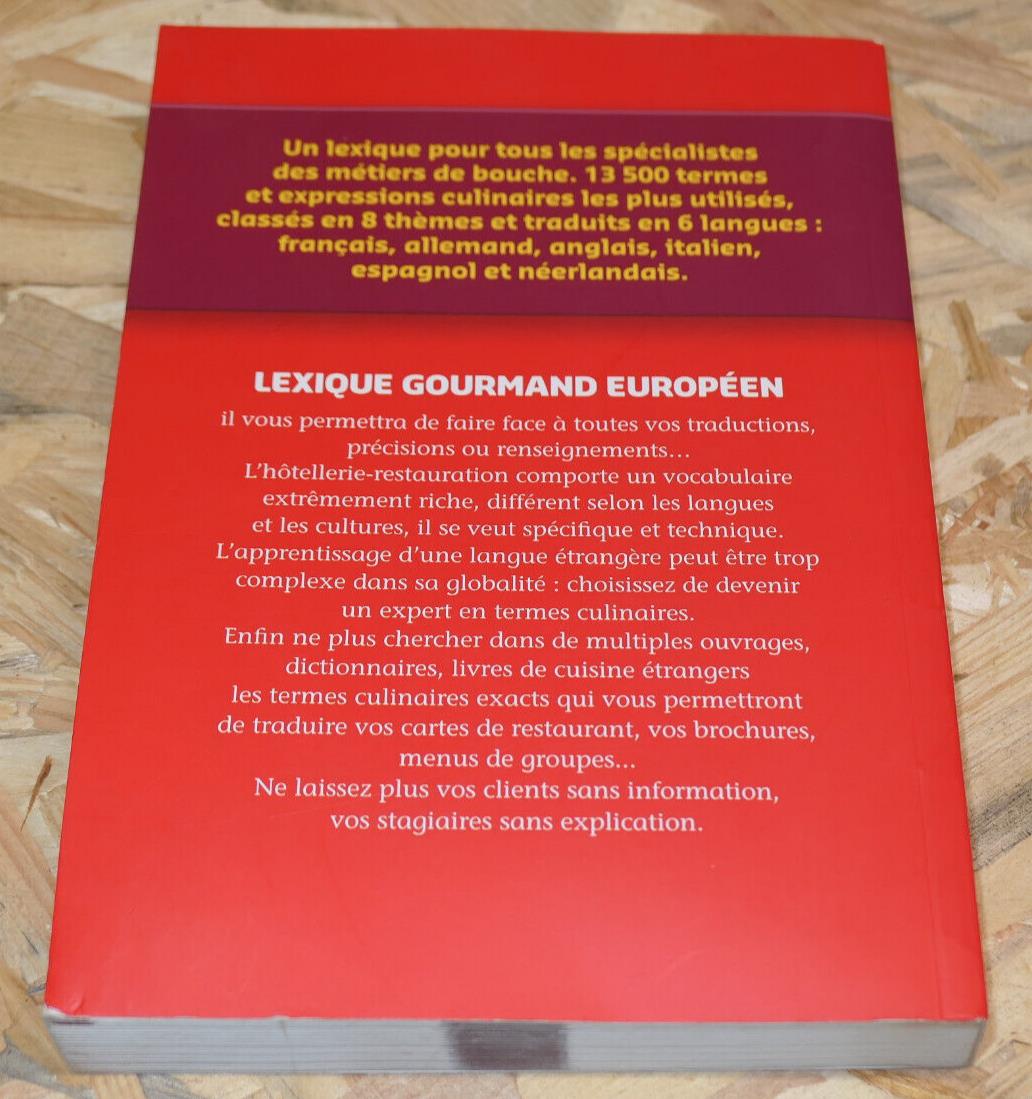 Un lexique pour tous les spécialistes
des métiers de bouche. 13 500 termes
et expressions culinaires les plus utilisés,
classés en 8 thèmes et traduits en 6 langues :
français, allemand, anglais, italien,
espagnol et néerlandais.
LEXIQUE GOURMAND EUROPÉEN
il vous permettra de faire face à toutes vos traductions,
précisions ou renseignements...
L'hôtellerie-restauration comporte un vocabulaire
extrêmement riche, différent selon les langues
et les cultures, il se veut spécifique et technique.
L'apprentissage d'une langue étrangère peut être trop
complexe dans sa globalité : choisissez de devenir
un expert en termes culinaires.
Enfin ne plus chercher dans de multiples ouvrages,
dictionnaires, livres de cuisine étrangers
les termes culinaires exacts qui vous permettront
de traduire vos cartes de restaurant, vos brochures,
menus de groupes...
Ne laissez plus vos clients sans information,
vos stagiaires sans explication.